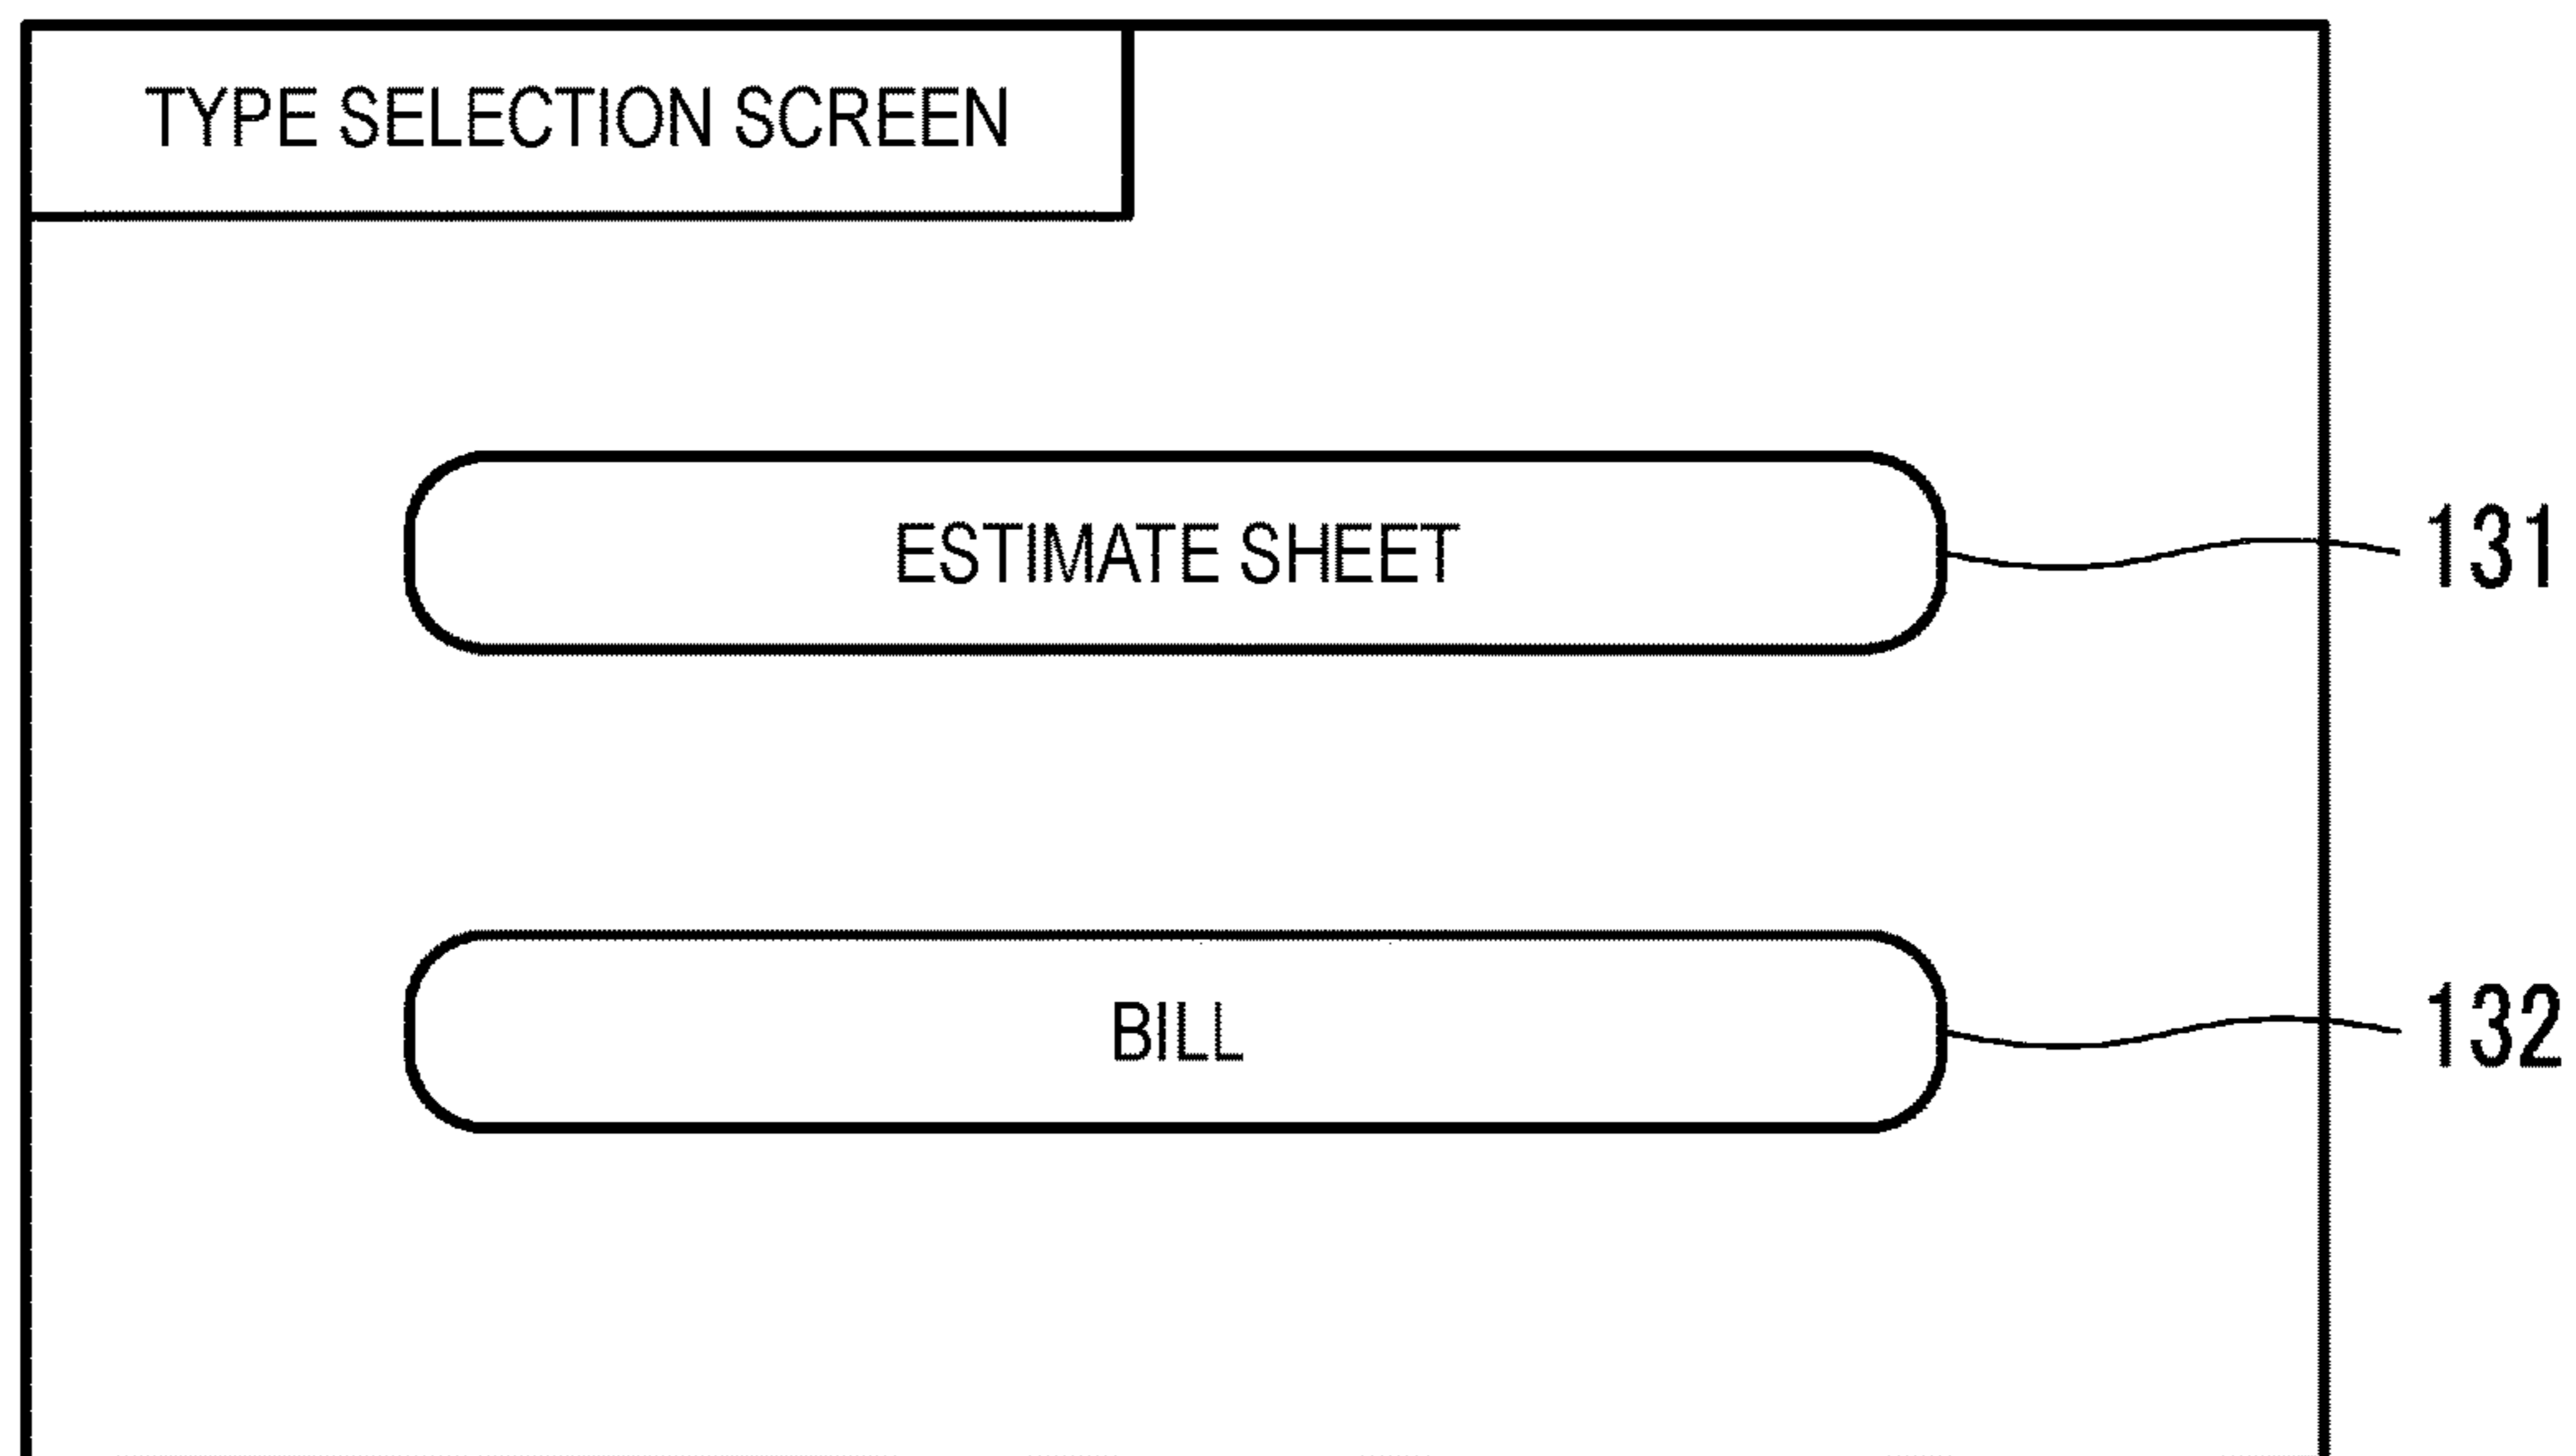 TYPE SELECTION SCREEN
ESTIMATE SHEET
131
BILL
132